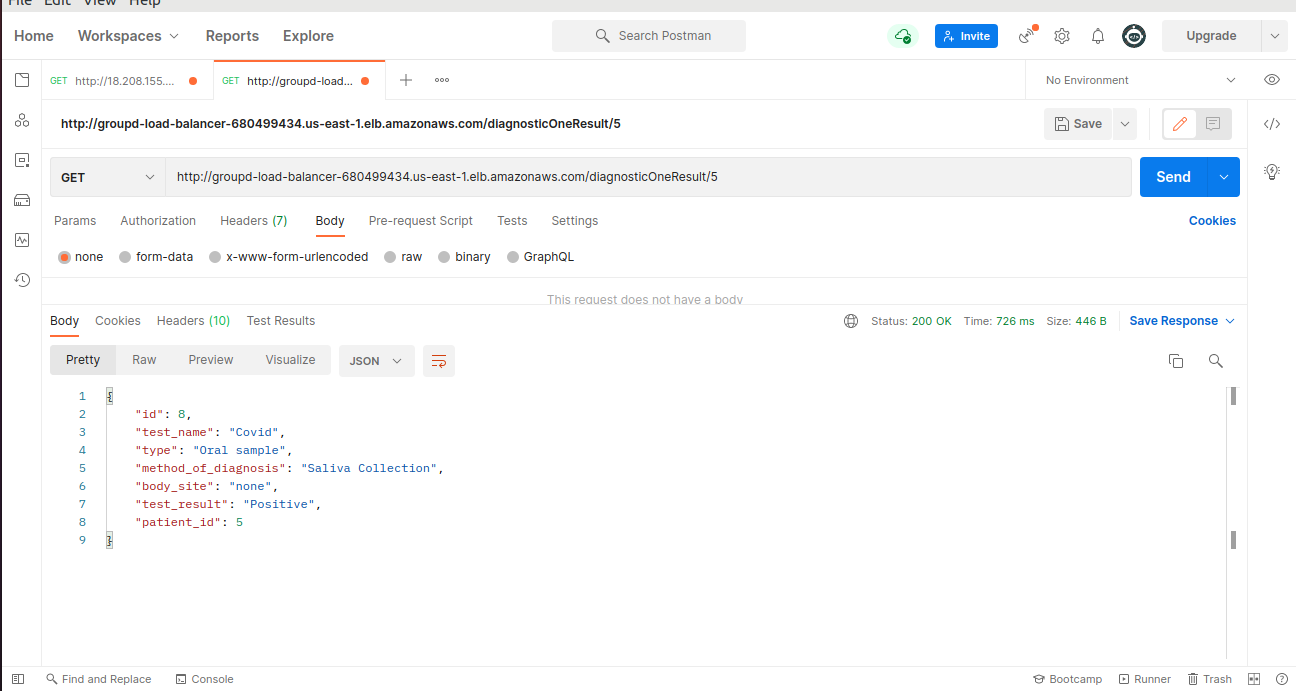 File Edit View Help
Home Workspaces Reports Explore Search Postman Invite Upgrade
GET http://18.208.155.... GET http://groupd-load... No Environment
http://groupd-load-balancer-680499434.us-east-1.elb.amazonaws.com/diagnosticOneResult/5 Save
GET http://groupd-load-balancer-680499434.us-east-1.elb.amazonaws.com/diagnosticOneResult/5 Send
Params Authorization Headers (7) Body Pre-request Script Tests Settings Cookies
none form-data x-www-form-urlencoded raw binary GraphQL
This request does not have a body
Body Cookies Headers (10) Test Results Status: 200 OK Time: 726 ms Size: 446 B Save Response
Pretty Raw Preview Visualize JSON
1 {
2 "id": 8,
3 "test_name": "Covid",
4 "type": "Oral sample",
5 "method_of_diagnosis": "Saliva Collection",
6 "body_site": "none",
7 "test_result": "Positive",
8 "patient_id": 5
9 }
Find and Replace Console Bootcamp Runner Trash